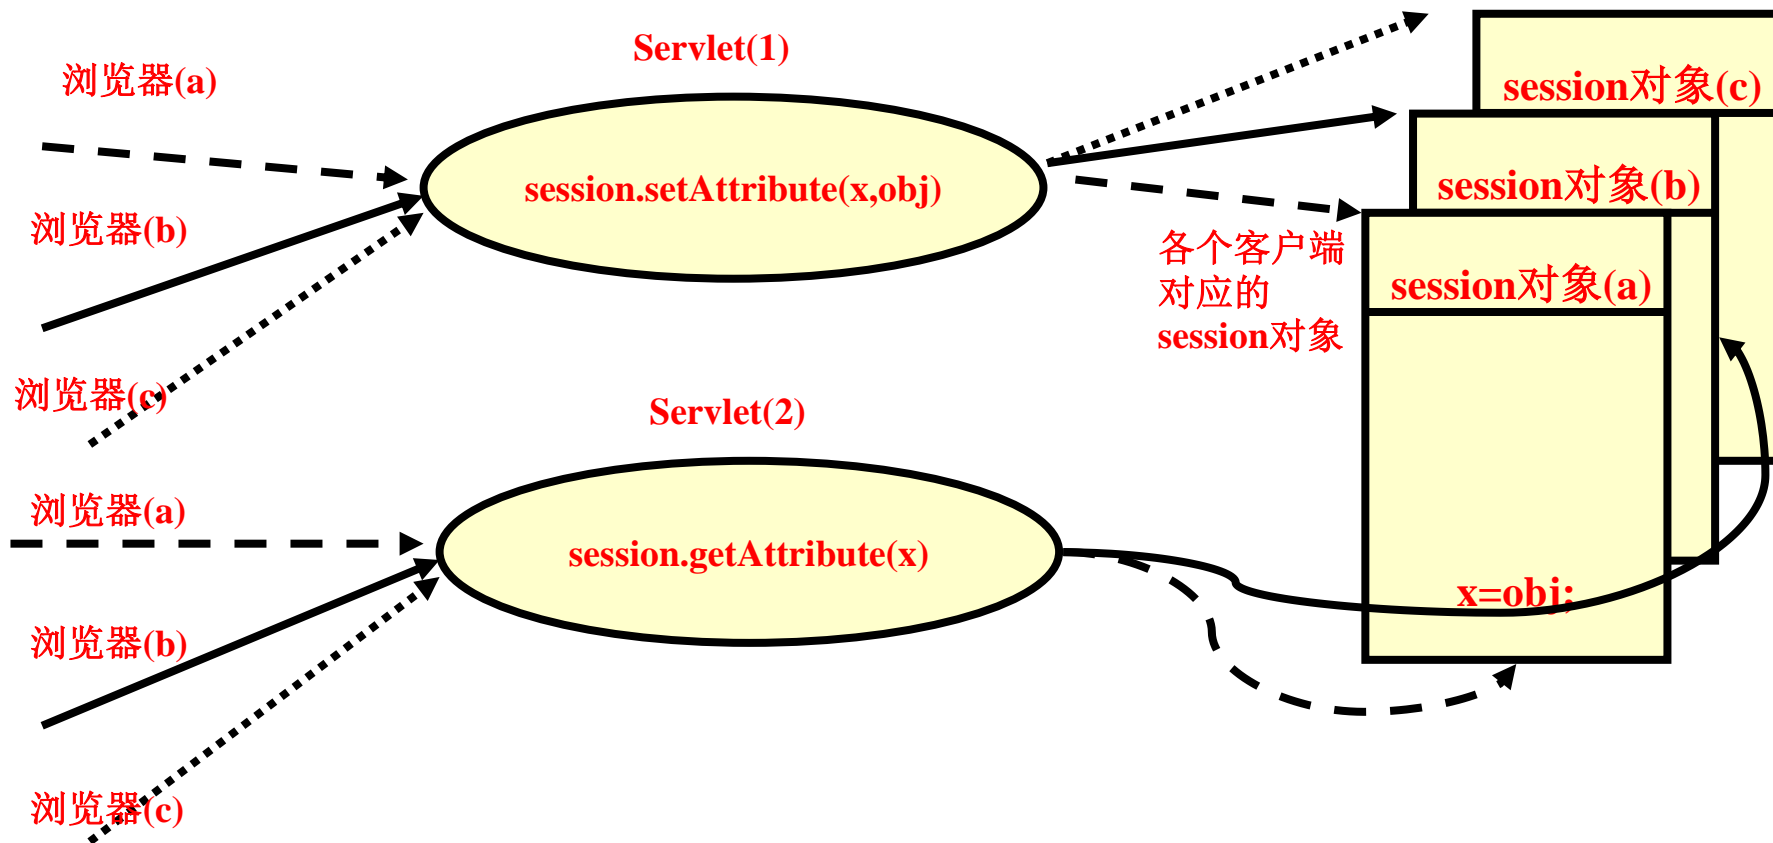 Servlet(1)
浏览器(a)
session对象(c)
session.setAttribute(x,obj)
session对象(b)
浏览器(b)
各个客户端
对应的
session对象
session对象(a)
浏览器(c)
Servlet(2)
浏览器(a)
session.getAttribute(x)
x=obj;
浏览器(b)
浏览器(c)